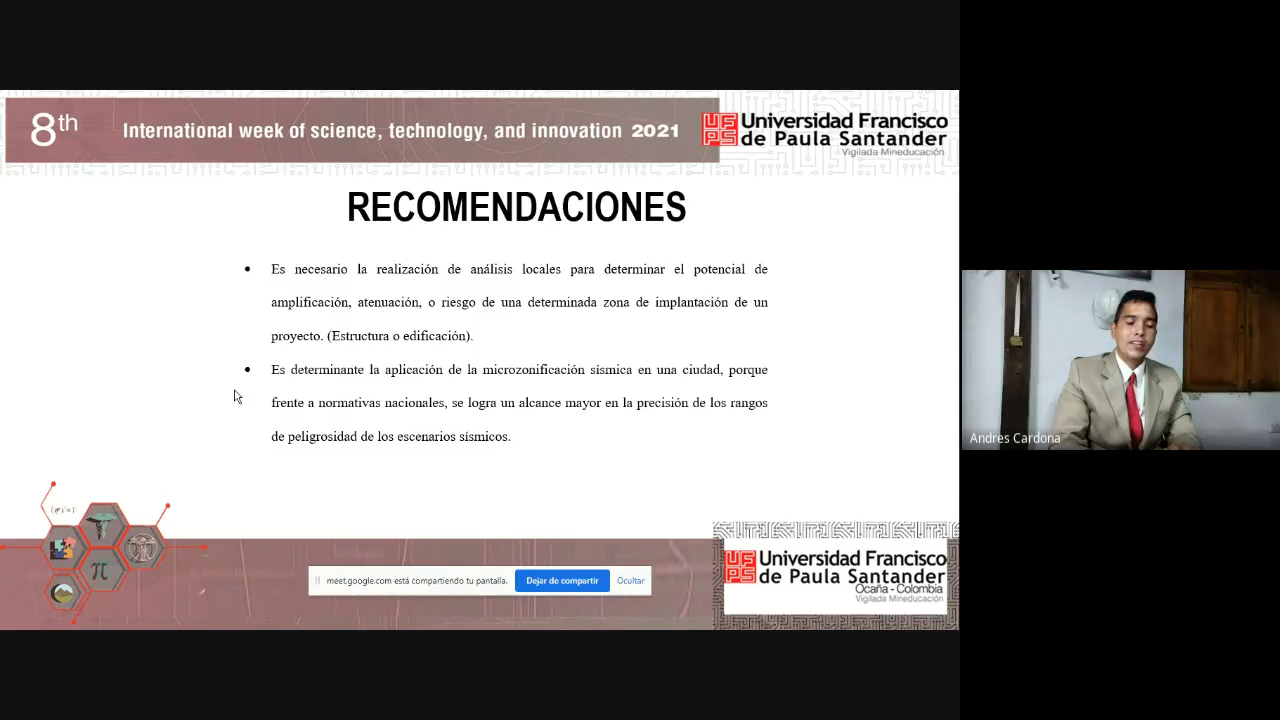 8th
International week of science, technology, and innovation 2021
UFPS
Universidad Francisco
de Paula Santander
Vigilada Mineducación
RECOMENDACIONES
• Es necesario la realización de análisis locales para determinar el potencial de
amplificación, atenuación, o riesgo de una determinada zona de implantación de un
proyecto. (Estructura o edificación).
• Es determinante la aplicación de la microzonificación sísmica en una ciudad, porque
frente a normativas nacionales, se logra un alcance mayor en la precisión de los rangos
de peligrosidad de los escenarios sísmicos.
Andres Cardona
π
meet.google.com está compartiendo tu pantalla.
Dejar de compartir
Ocultar
UFPS
Universidad Francisco
de Paula Santander
Ocaña - Colombia
Vigilada Mineducación